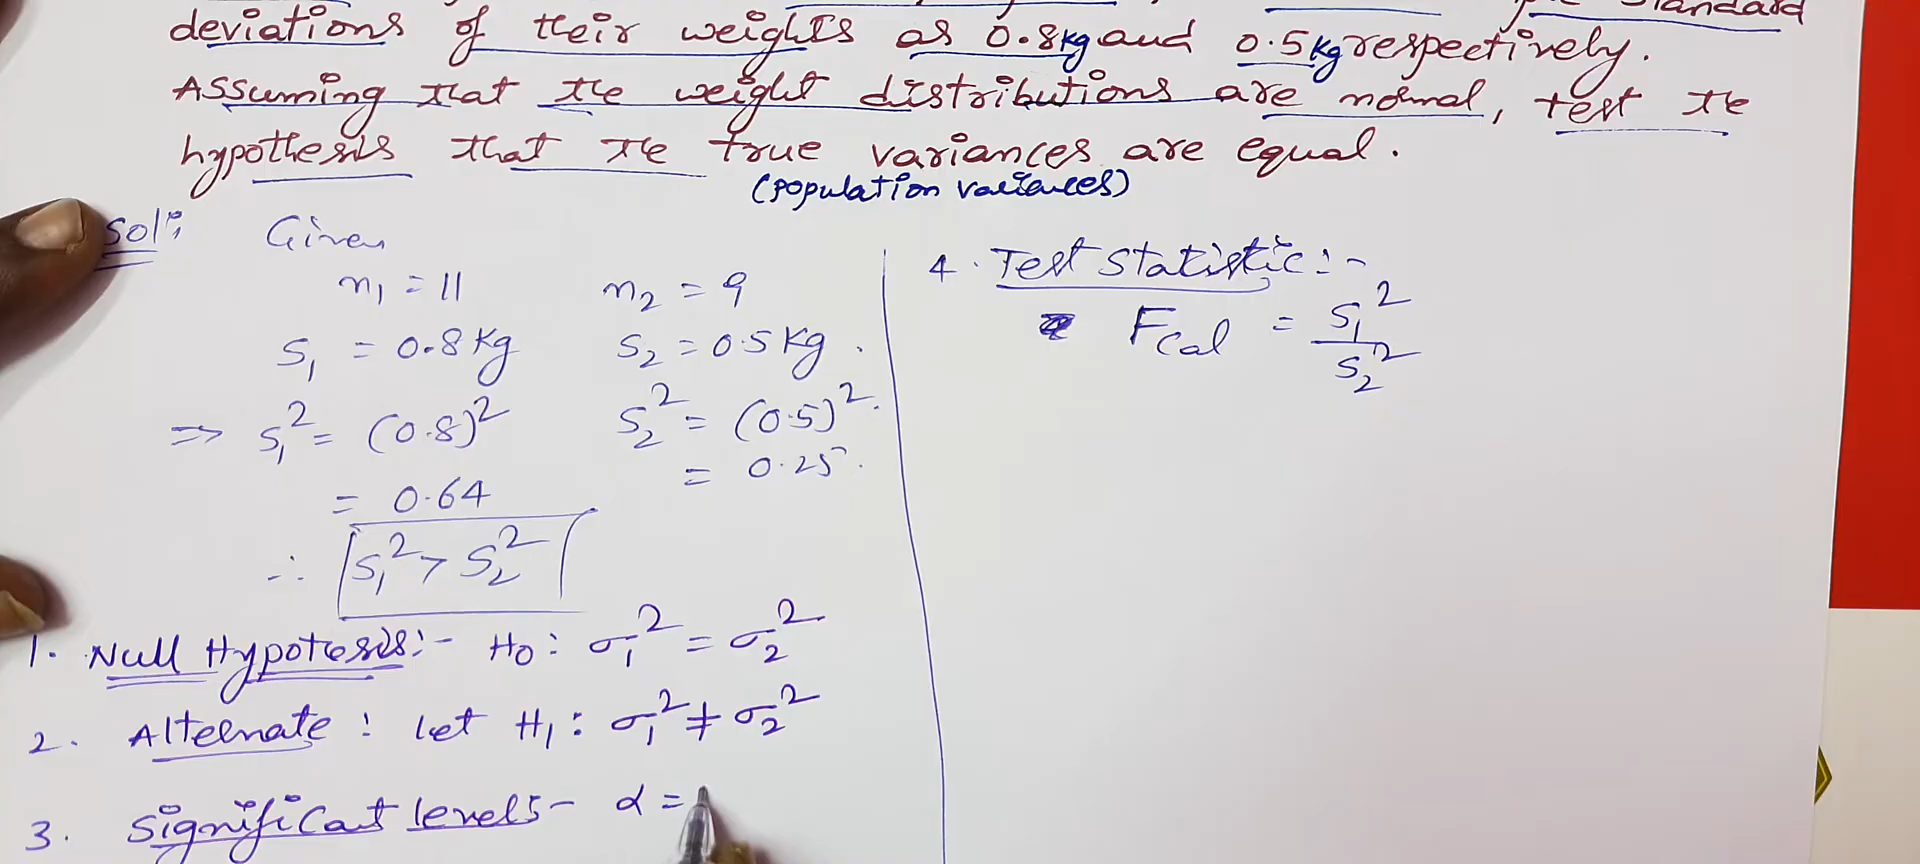 Standard
deviations of their weights as 0.8kg and 0.5kg respectively.
Assuming that the weight distributions are normal, test the
hypothesis that the true variances are equal.
(population variances)
Sol:
Given
n₁ = 11 n₂ = 9
S₁ = 0.8 Kg S₂ = 0.5 Kg.
=> S₁² = (0.8)² S₂² = (0.5)².
= 0.64 = 0.25.
∴ S₁² > S₂²
1. Null Hypotesis:- H₀: σ₁² = σ₂²
2. Alternate: Let H₁: σ₁² ≠ σ₂²
3. Significat levels- α =
4. Test Statistic:-
Fcal = S₁²/S₂²